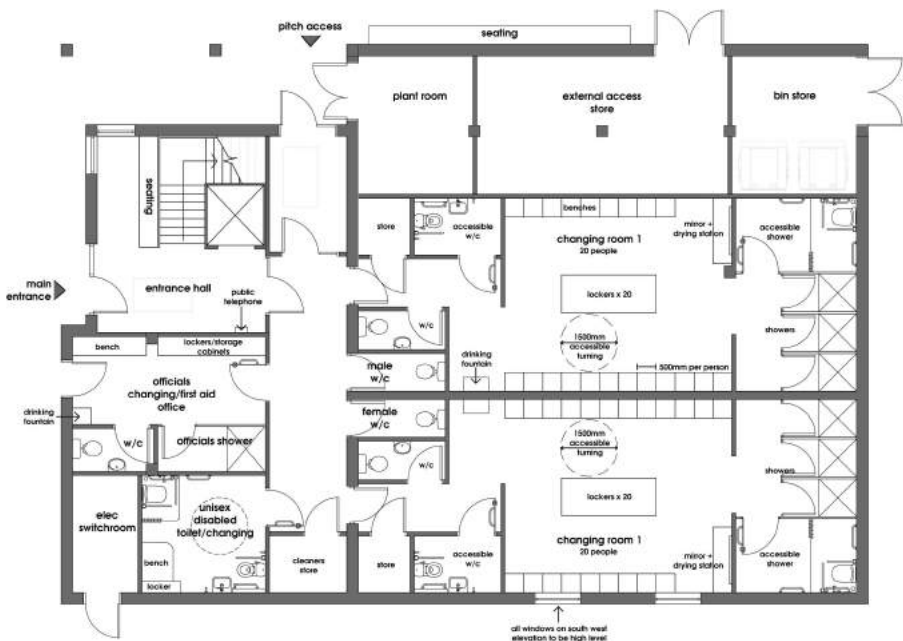 pitch access
seating
plant room
external access
store
bin store
seating
store
accessible
w/c
benches
mirror +
drying station
accessible
shower
changing room 1
20 people
main
entrance
entrance hall
public
telephone
lockers x 20
w/c
1500mm
accessible
turning
showers
bench
lockers/storage
cabinets
male
w/c
drinking
fountain
500mm per person
officials
changing/first aid
office
drinking
fountain
female
w/c
w/c
officials shower
w/c
1500mm
accessible
turning
showers
lockers x 20
elec
switchroom
unisex
disabled
toilet/changing
bench
locker
cleaners
store
store
accessible
w/c
changing room 1
20 people
mirror +
drying station
accessible
shower
all windows on south west
elevation to be high level